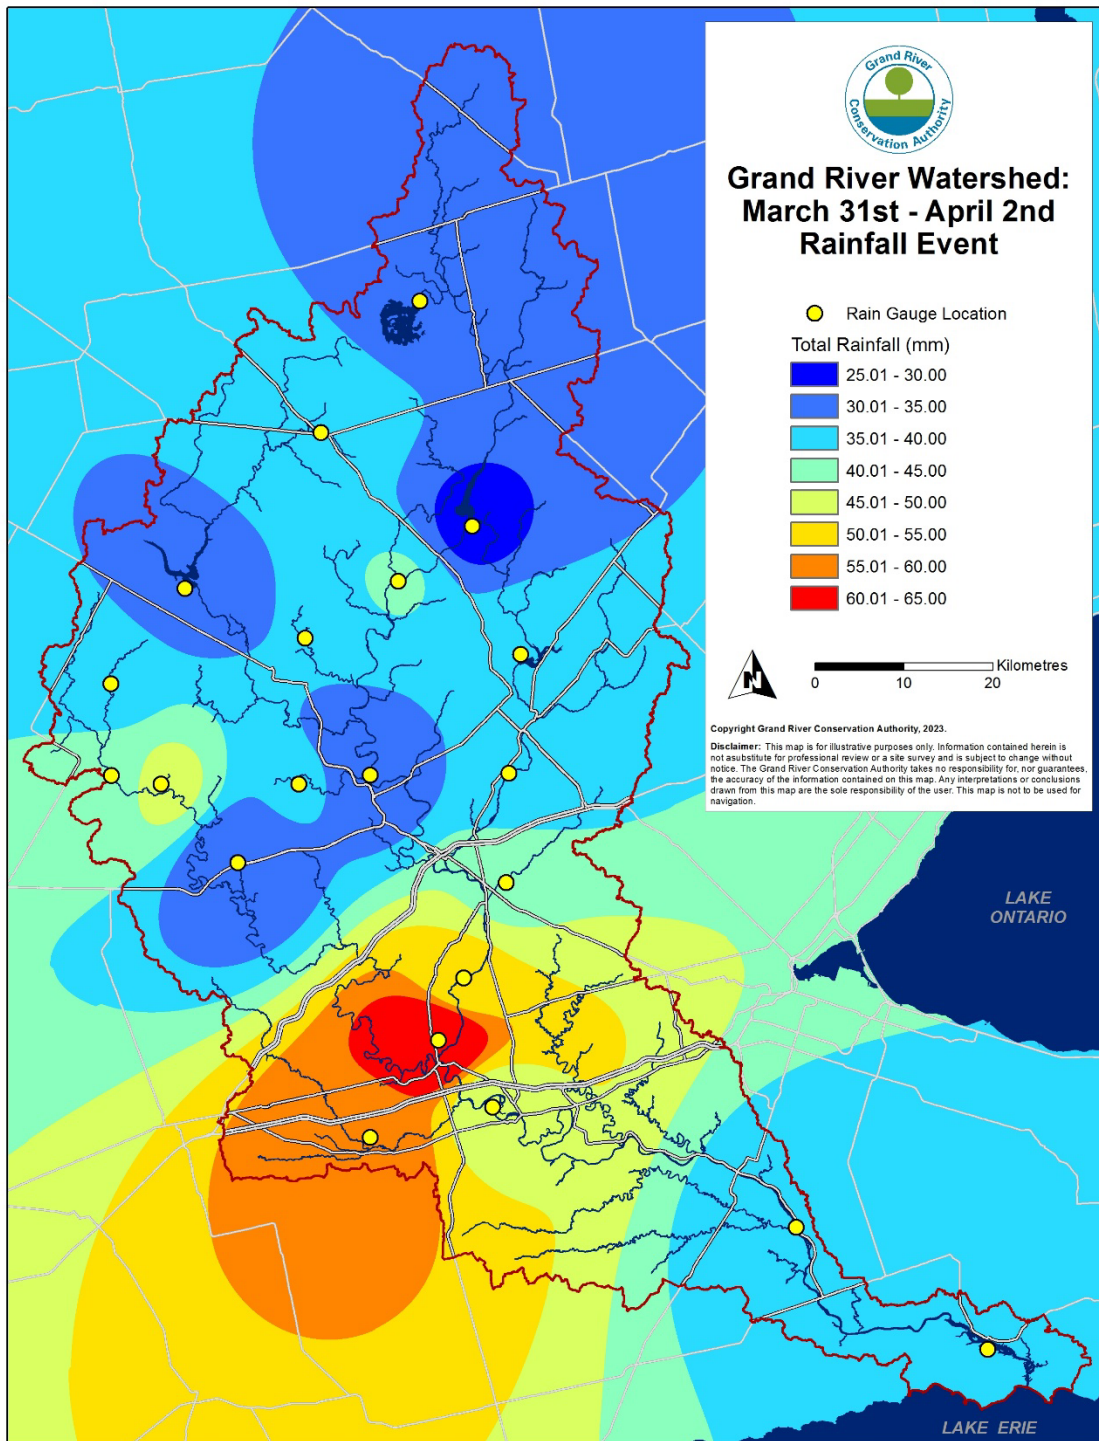 Grand River
Conservation Authority
Grand River Watershed:
March 31st - April 2nd
Rainfall Event
Rain Gauge Location
Total Rainfall (mm)
25.01 - 30.00
30.01 - 35.00
35.01 - 40.00
40.01 - 45.00
45.01 - 50.00
50.01 - 55.00
55.01 - 60.00
60.01 - 65.00
N
Kilometres
0 10 20
Copyright Grand River Conservation Authority, 2023.
Disclaimer: This map is for illustrative purposes only. Information contained herein is
not asubstitute for professional review or a site survey and is subject to change without
notice. The Grand River Conservation Authority takes no responsibility for, nor guarantees,
the accuracy of the information contained on this map. Any interpretations or conclusions
drawn from this map are the sole responsibility of the user. This map is not to be used for
navigation.
LAKE
ONTARIO
LAKE ERIE